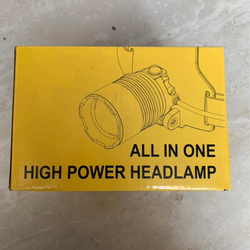 ALL IN ONE
HIGH POWER HEADLAMP